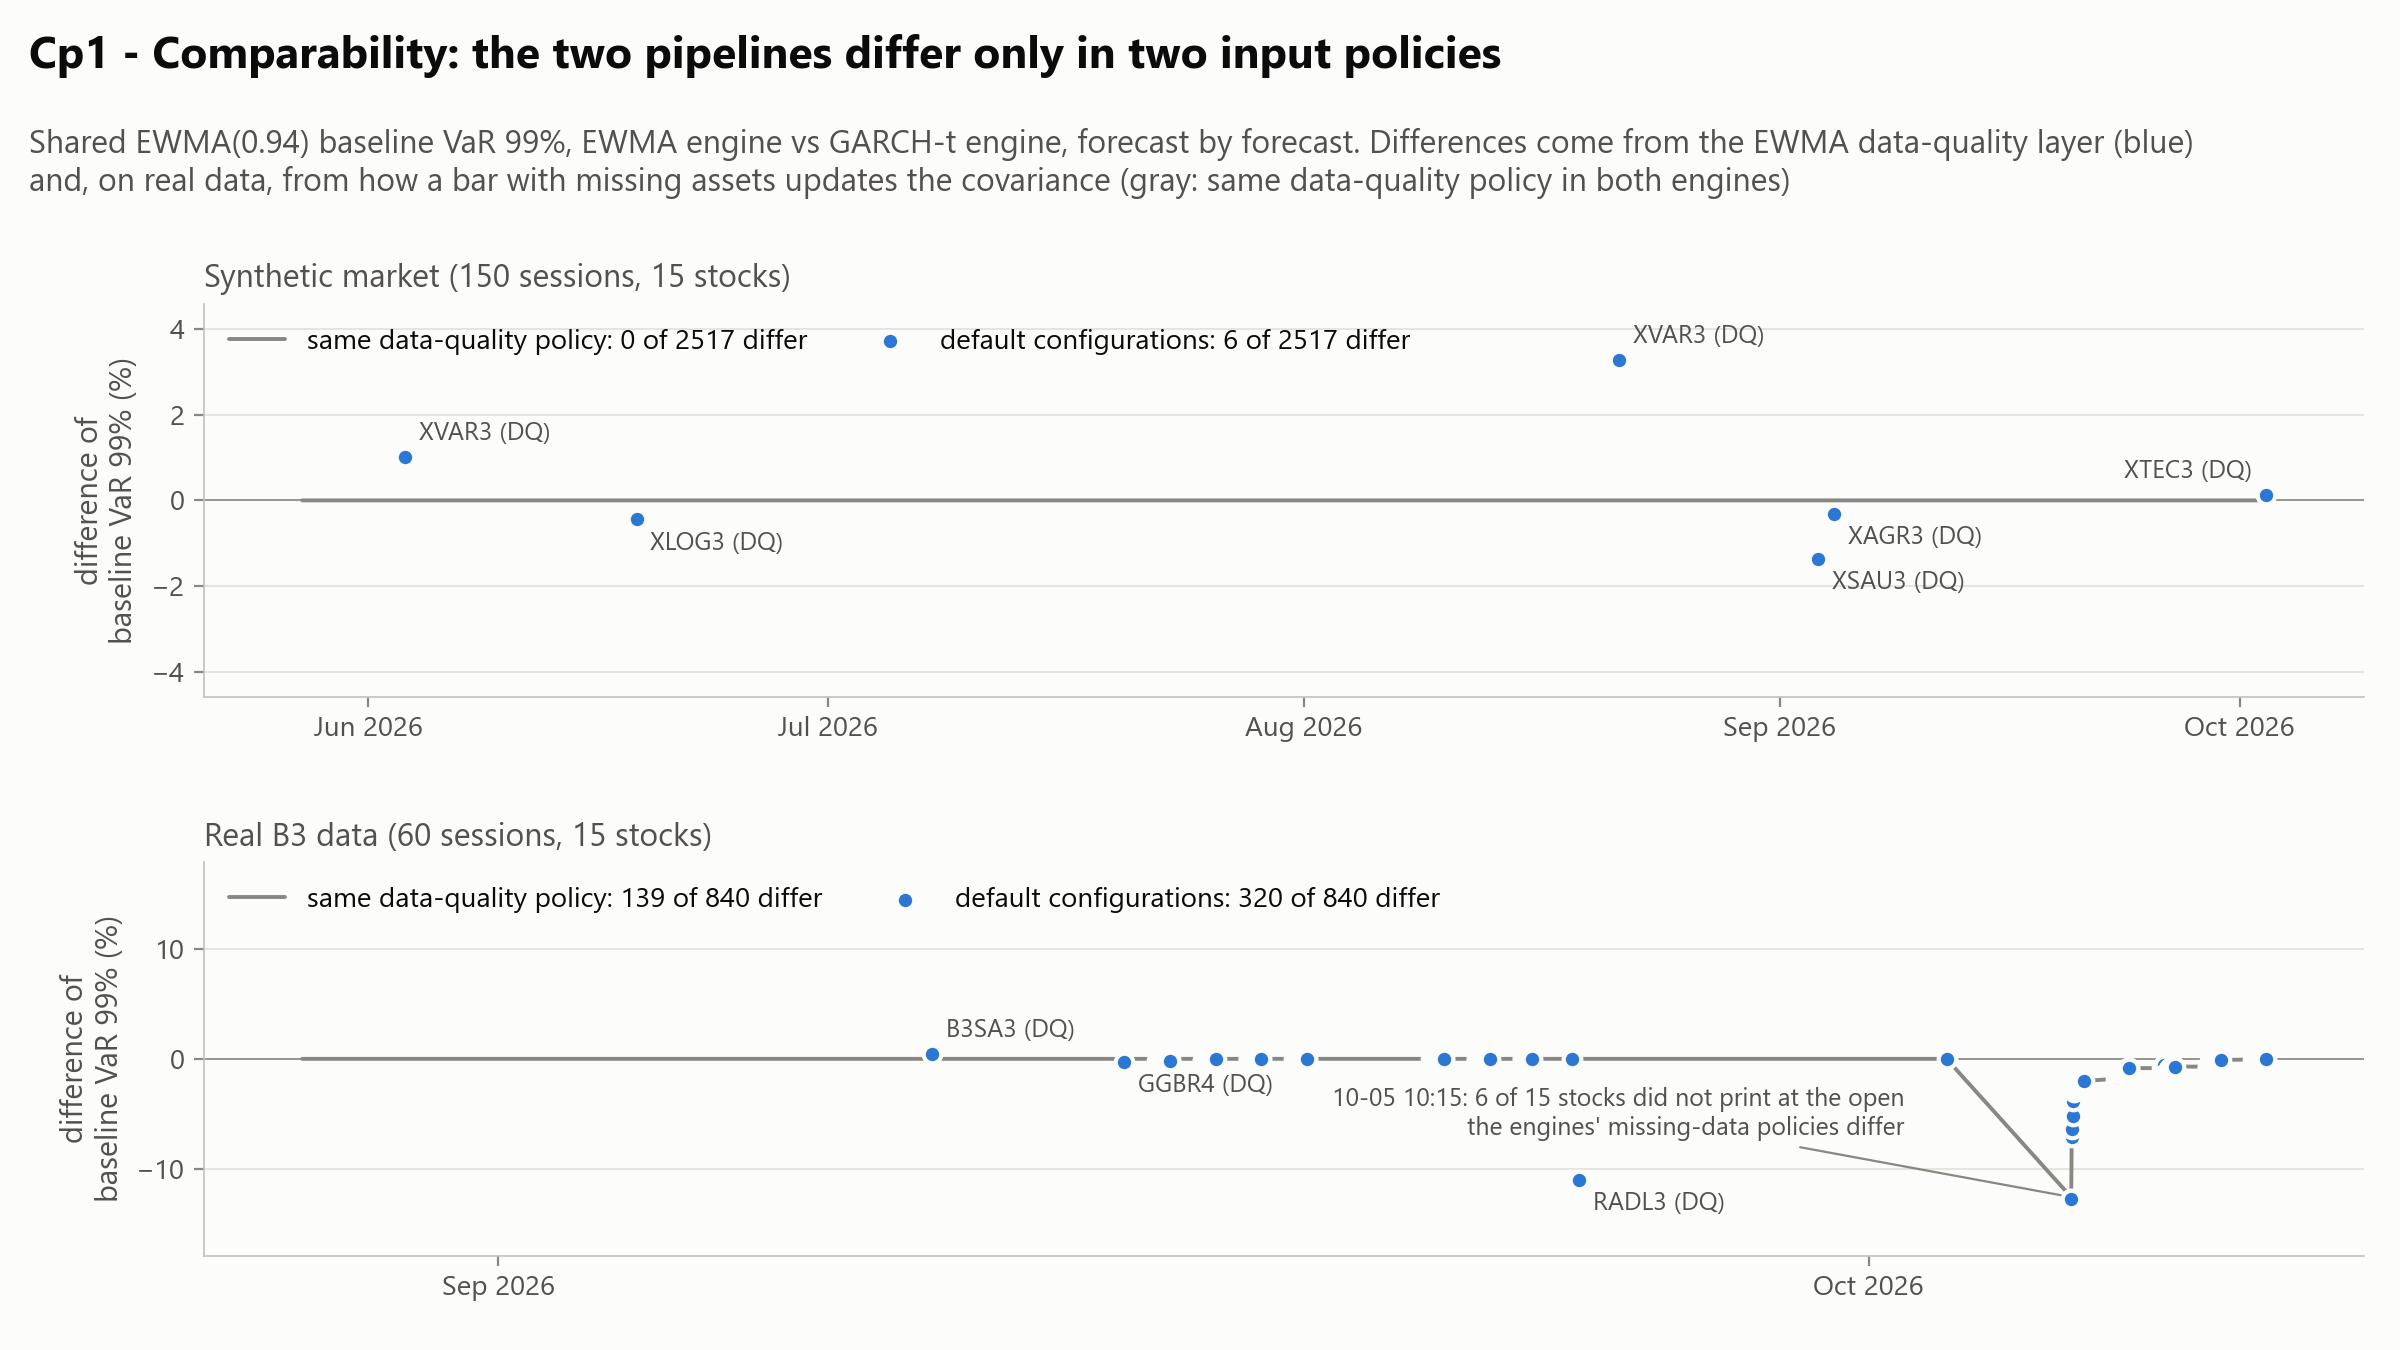 Cp1 - Comparability: the two pipelines differ only in two input policies
Shared EWMA(0.94) baseline VaR 99%, EWMA engine vs GARCH-t engine, forecast by forecast. Differences come from the EWMA data-quality layer (blue)
and, on real data, from how a bar with missing assets updates the covariance (gray: same data-quality policy in both engines)
Synthetic market (150 sessions, 15 stocks)
same data-quality policy: 0 of 2517 differ
default configurations: 6 of 2517 differ
difference of
baseline VaR 99% (%)
4
2
0
−2
−4
XVAR3 (DQ)
XLOG3 (DQ)
XVAR3 (DQ)
XAGR3 (DQ)
XSAU3 (DQ)
XTEC3 (DQ)
Jun 2026
Jul 2026
Aug 2026
Sep 2026
Oct 2026
Real B3 data (60 sessions, 15 stocks)
same data-quality policy: 139 of 840 differ
default configurations: 320 of 840 differ
difference of
baseline VaR 99% (%)
10
0
−10
B3SA3 (DQ)
GGBR4 (DQ)
10-05 10:15: 6 of 15 stocks did not print at the open
the engines' missing-data policies differ
RADL3 (DQ)
Sep 2026
Oct 2026